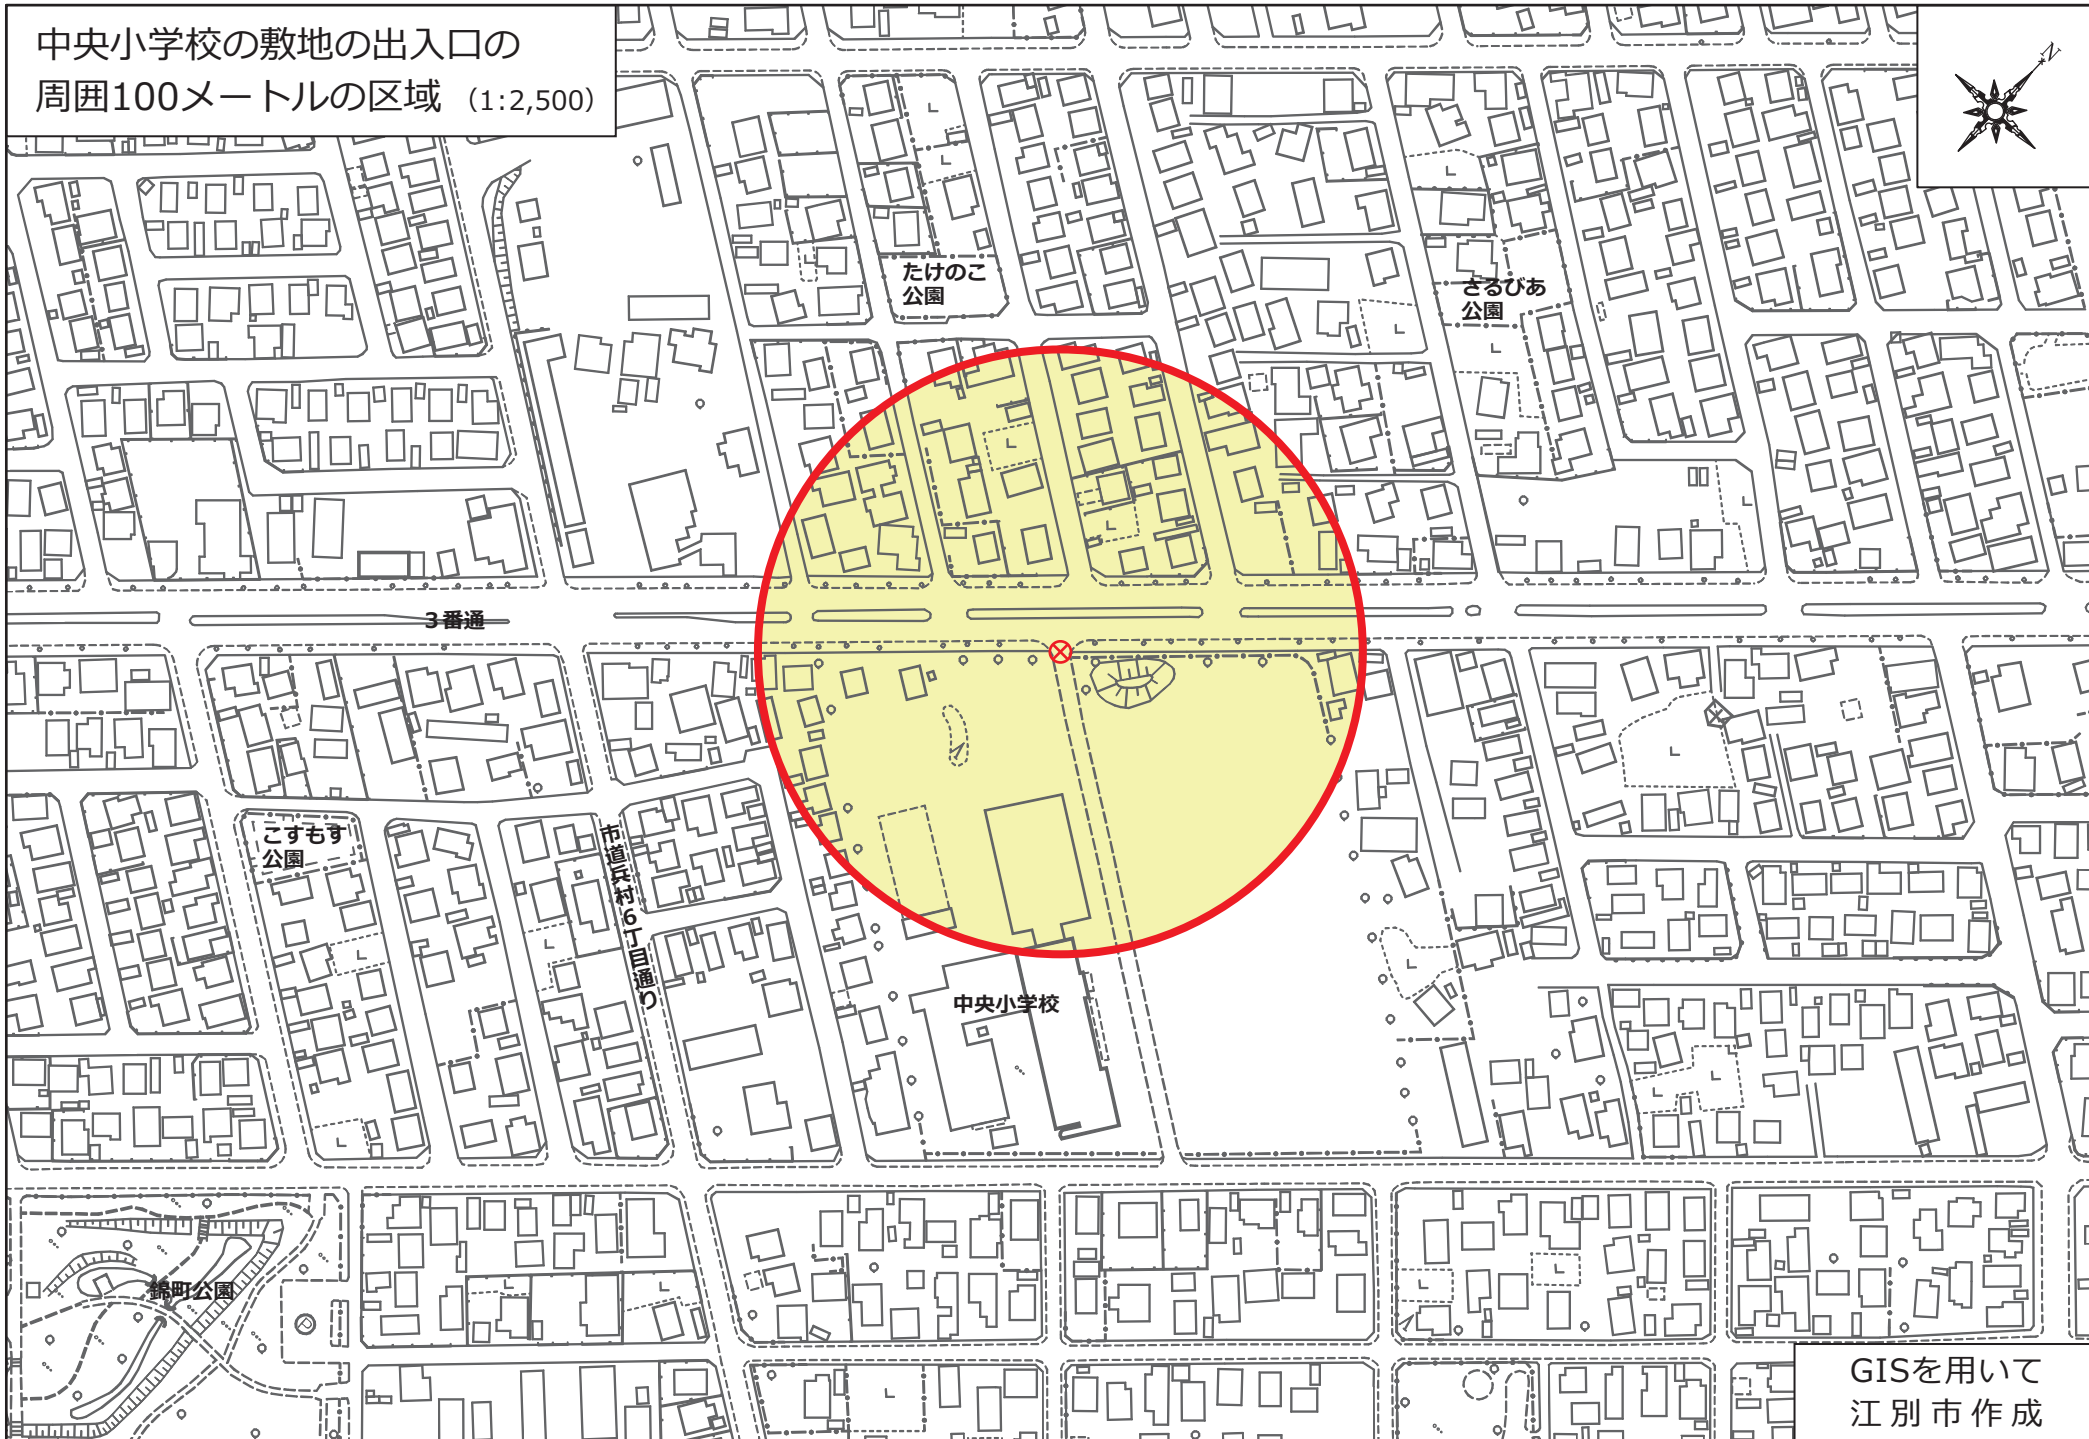 中央小学校の敷地の出入口の
周囲100メートルの区域 (1:2,500)
N
たけのこ
公園
さるびあ
公園
3番通
こすもす
公園
市道兵村6丁目通り
中央小学校
錦町公園
GISを用いて
江別市作成